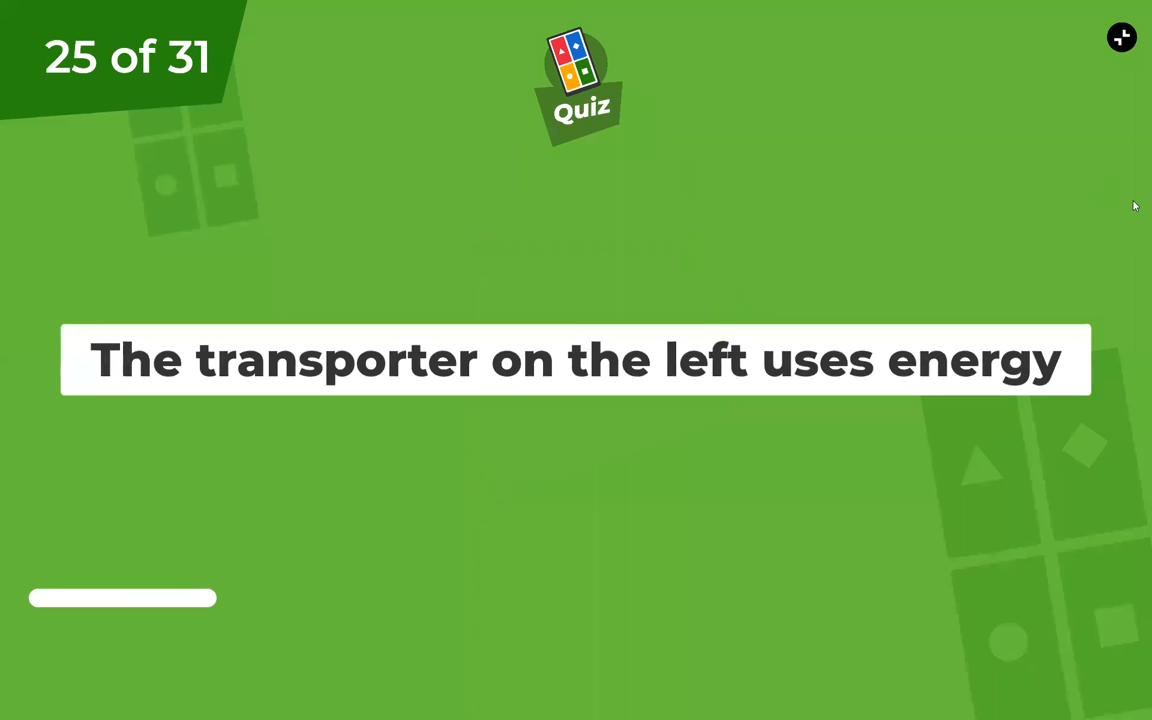 25 of 31
Quiz
The transporter on the left uses energy